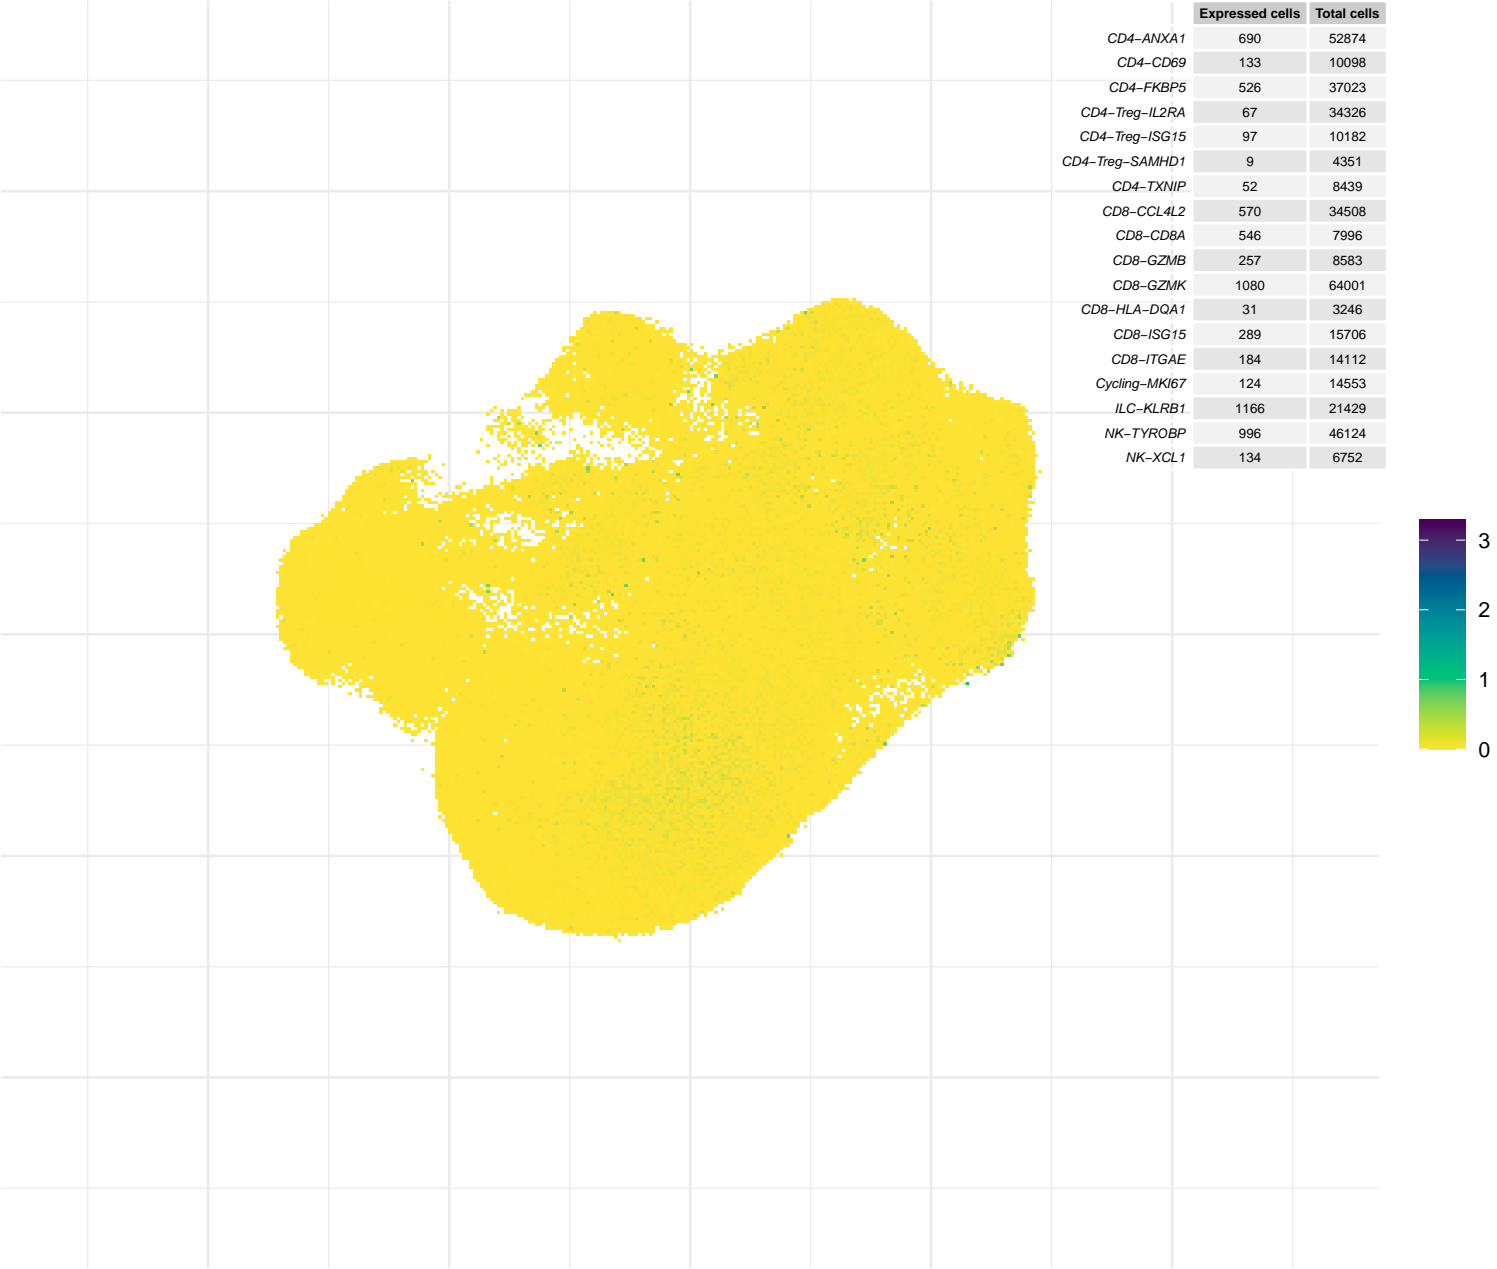 Expressed cells Total cells
CD4−ANXA1 690 52874
CD4−CD69 133 10098
CD4−FKBP5 526 37023
CD4−Treg−IL2RA 67 34326
CD4−Treg−ISG15 97 10182
CD4−Treg−SAMHD1 9 4351
CD4−TXNIP 52 8439
CD8−CCL4L2 570 34508
CD8−CD8A 546 7996
CD8−GZMB 257 8583
CD8−GZMK 1080 64001
CD8−HLA−DQA1 31 3246
CD8−ISG15 289 15706
CD8−ITGAE 184 14112
Cycling−MKI67 124 14553
ILC−KLRB1 1166 21429
NK−TYROBP 996 46124
NK−XCL1 134 6752
3
2
1
0